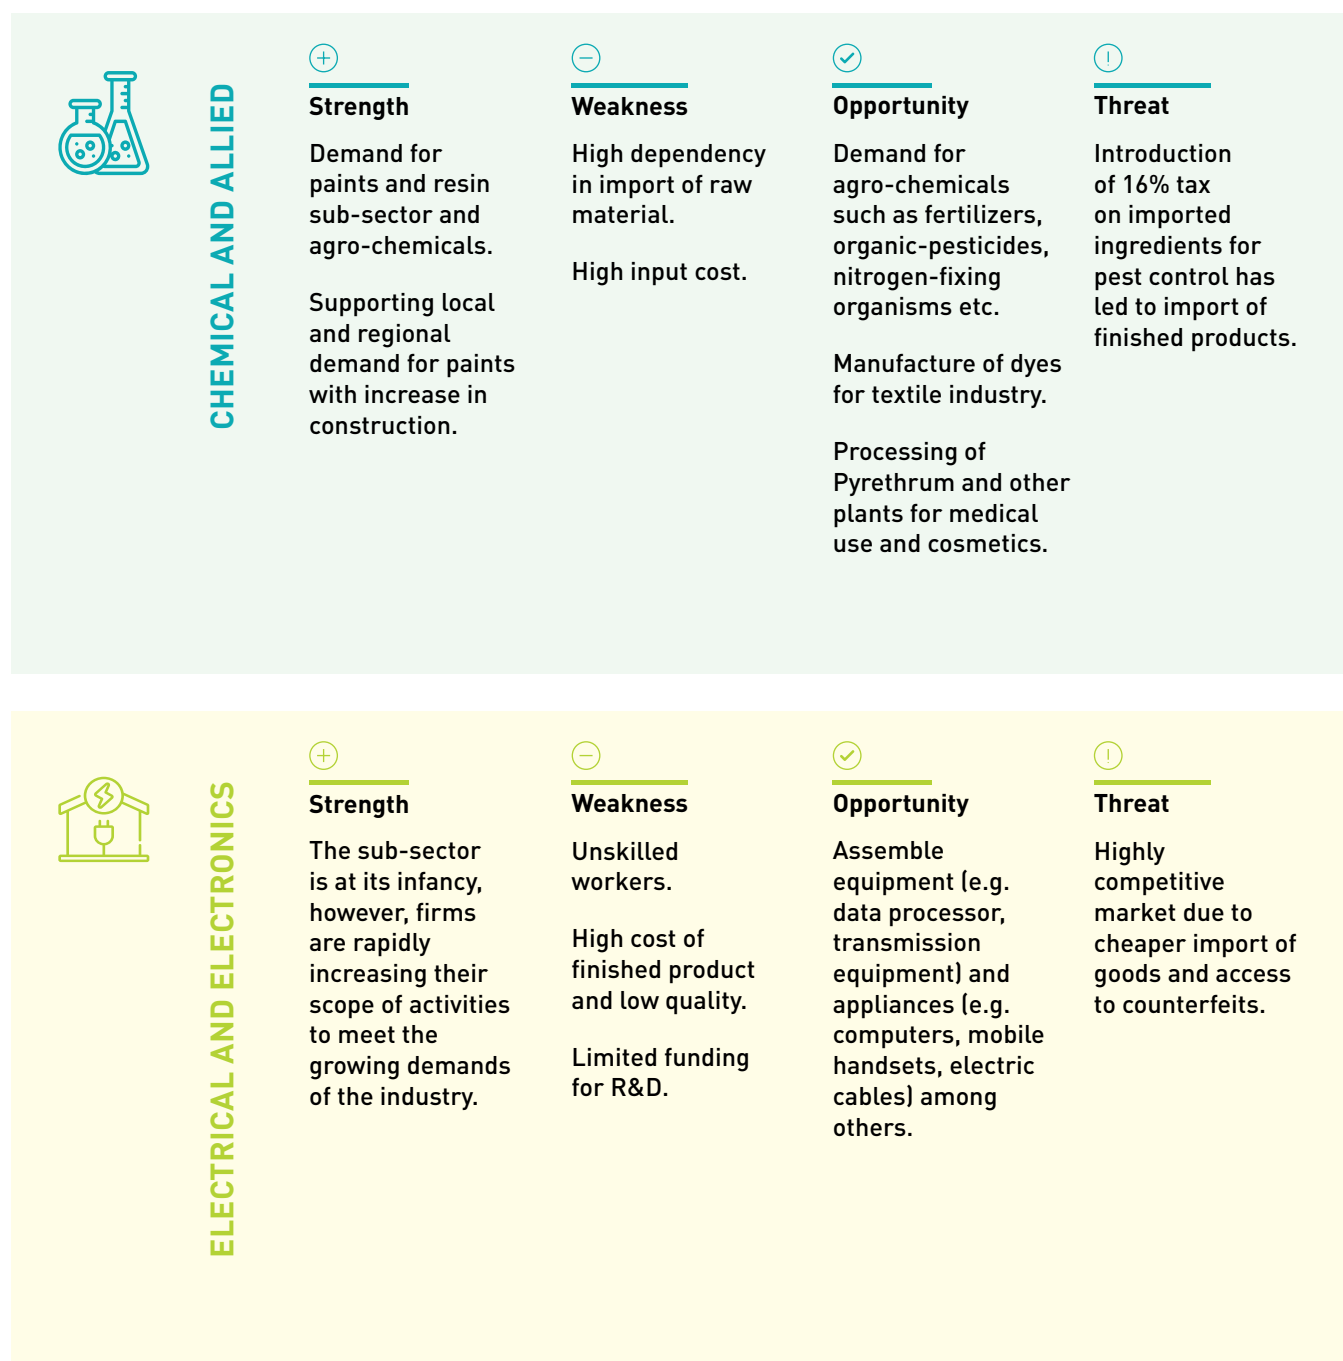 CHEMICAL AND ALLIED
Strength
Demand for
paints and resin
sub-sector and
agro-chemicals.
Supporting local
and regional
demand for paints
with increase in
construction.
Weakness
High dependency
in import of raw
material.
High input cost.
Opportunity
Demand for
agro-chemicals
such as fertilizers,
organic-pesticides,
nitrogen-fixing
organisms etc.
Manufacture of dyes
for textile industry.
Processing of
Pyrethrum and other
plants for medical
use and cosmetics.
Threat
Introduction
of 16% tax
on imported
ingredients for
pest control has
led to import of
finished products.
ELECTRICAL AND ELECTRONICS
Strength
The sub-sector
is at its infancy,
however, firms
are rapidly
increasing their
scope of activities
to meet the
growing demands
of the industry.
Weakness
Unskilled
workers.
High cost of
finished product
and low quality.
Limited funding
for R&D.
Opportunity
Assemble
equipment (e.g.
data processor,
transmission
equipment) and
appliances (e.g.
computers, mobile
handsets, electric
cables) among
others.
Threat
Highly
competitive
market due to
cheaper import of
goods and access
to counterfeits.